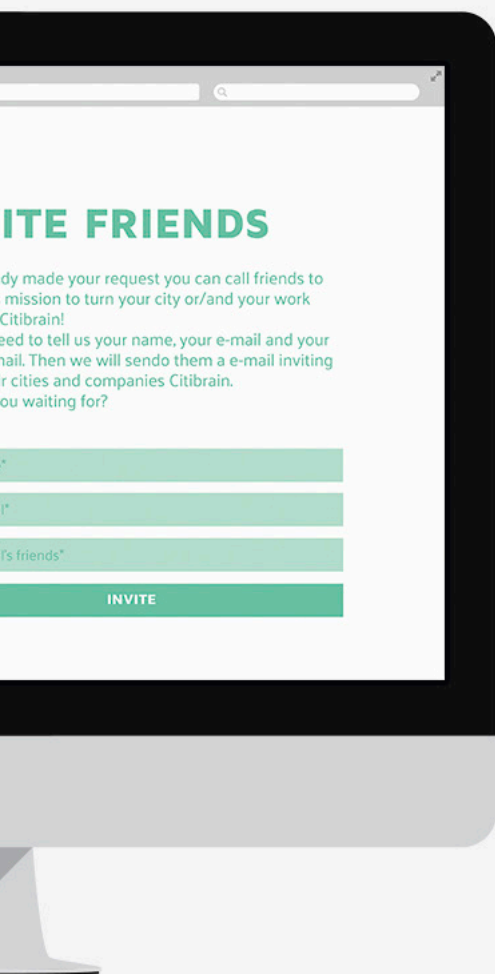 ITE FRIENDS
dy made your request you can call friends to
mission to turn your city or/and your work
Citibrain!
eed to tell us your name, your e-mail and your
nail. Then we will sendo them a e-mail inviting
r cities and companies Citibrain.
ou waiting for?
*
l*
l's friends*
INVITE